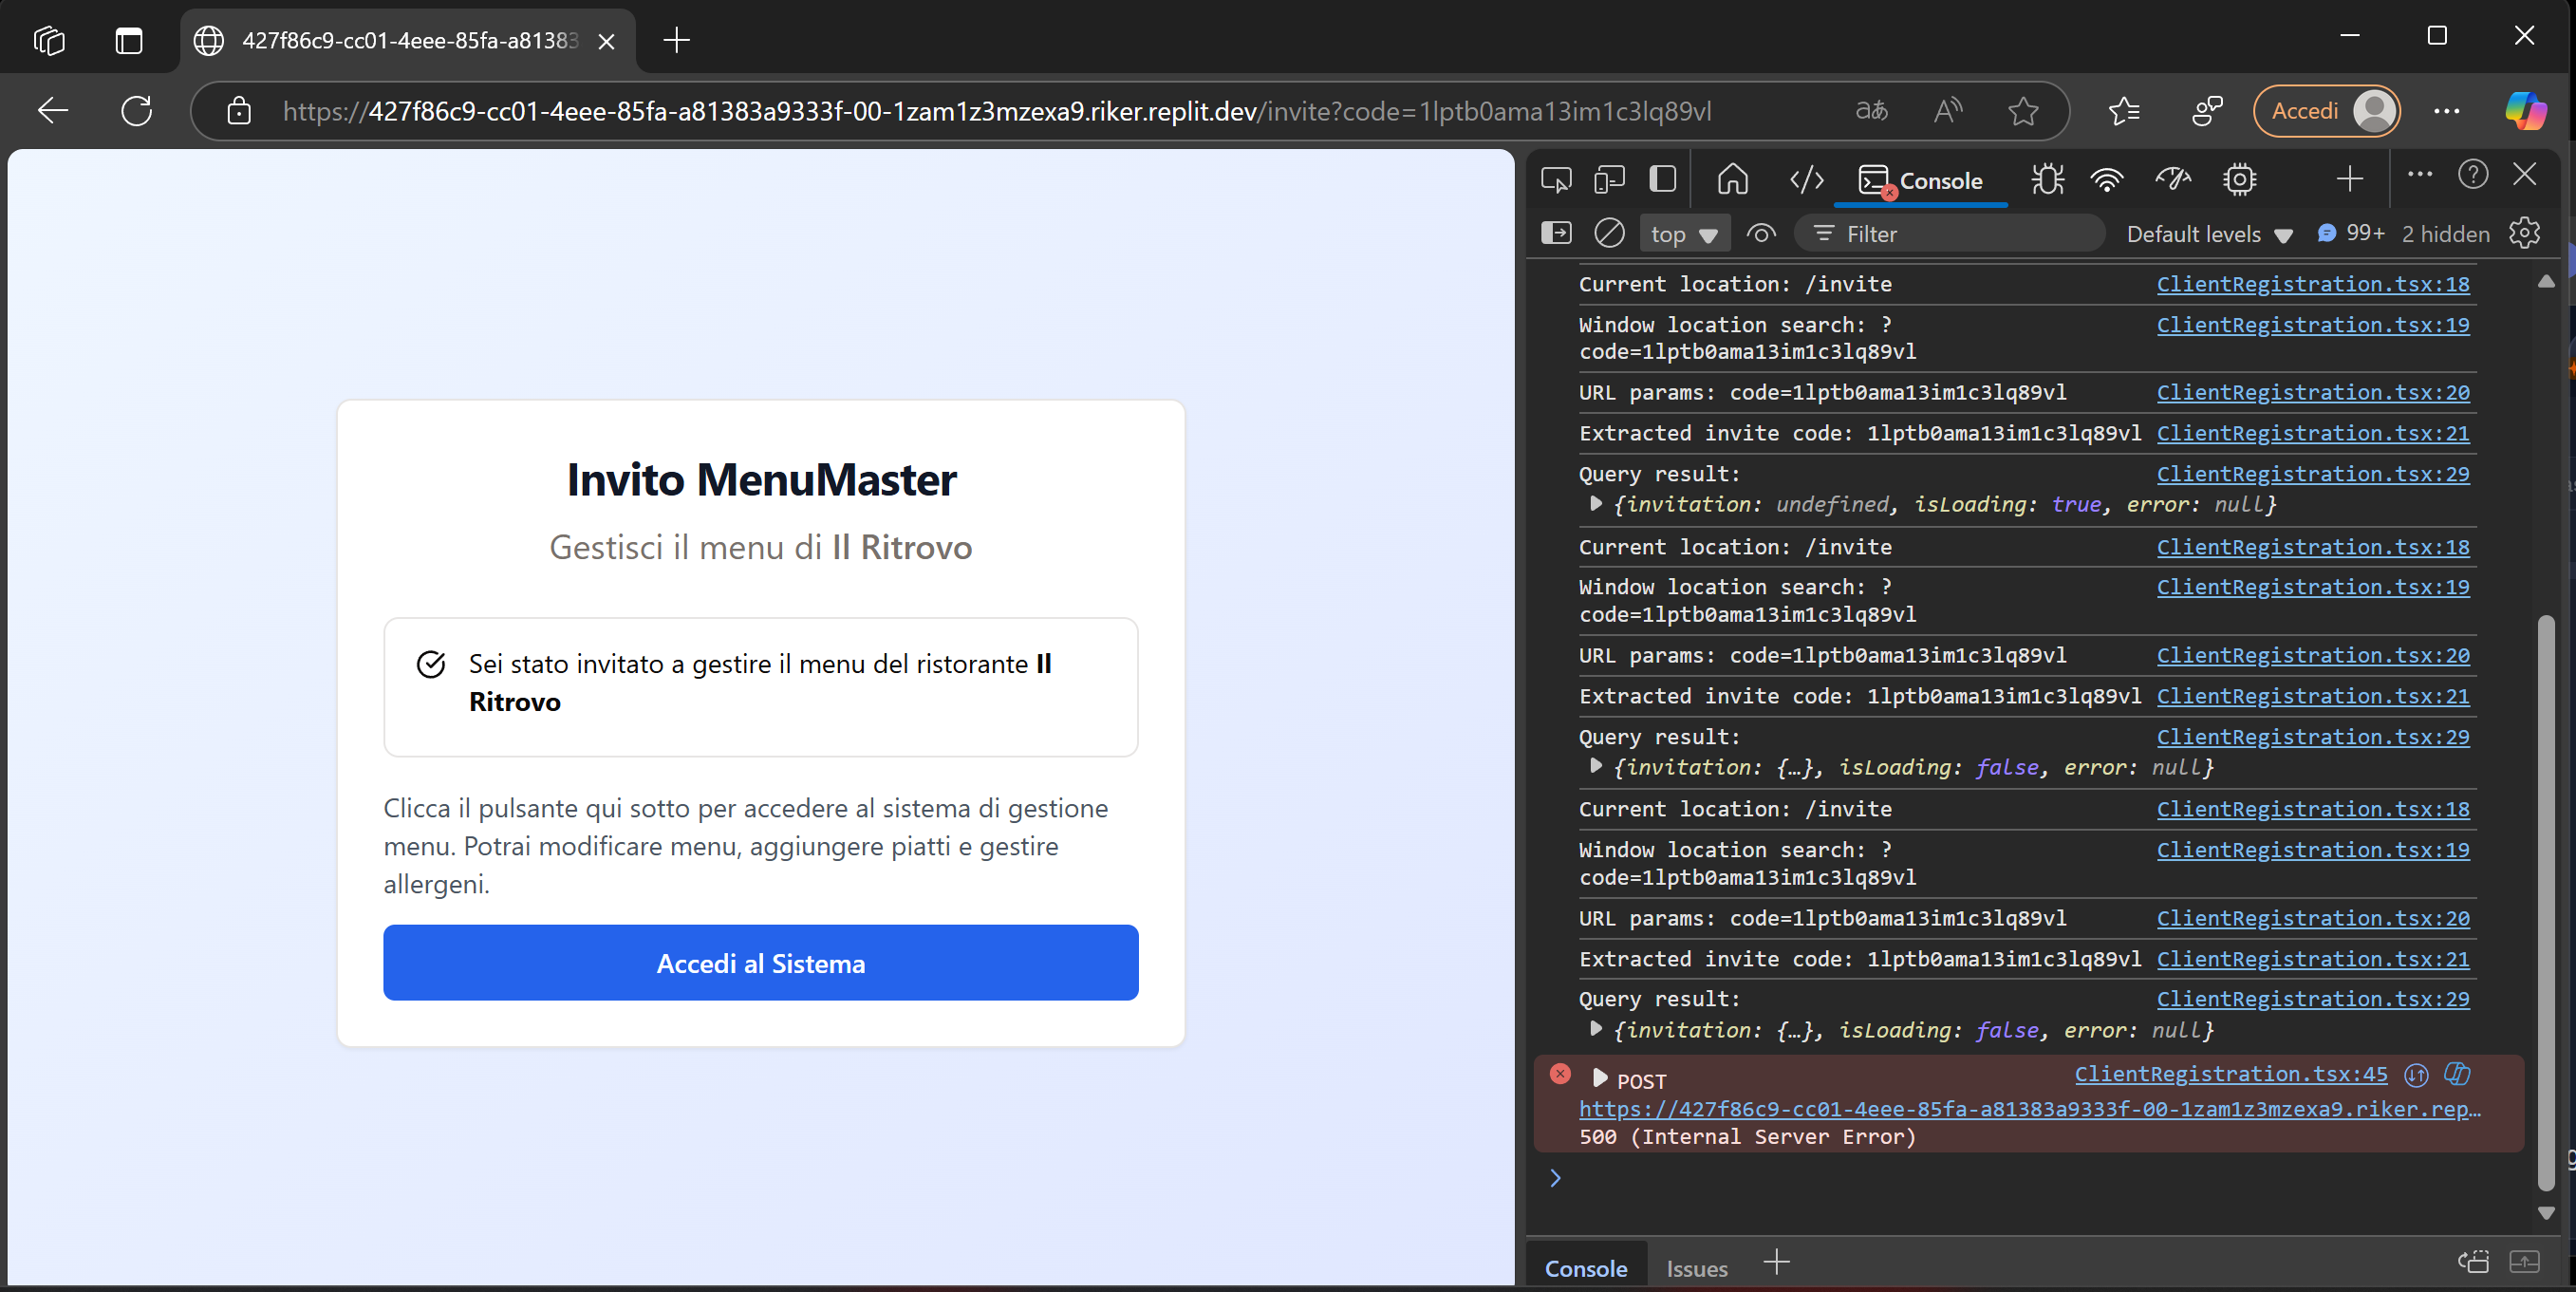 427f86c9-cc01-4eee-85fa-a81383
https://427f86c9-cc01-4eee-85fa-a81383a9333f-00-1zam1z3mzexa9.riker.replit.dev/invite?code=1lptb0ama13im1c3lq89vl
aあ
A
Accedi
Invito MenuMaster
Gestisci il menu di Il Ritrovo
Sei stato invitato a gestire il menu del ristorante Il
Ritrovo
Clicca il pulsante qui sotto per accedere al sistema di gestione
menu. Potrai modificare menu, aggiungere piatti e gestire
allergeni.
Accedi al Sistema
Console
top
Filter
Default levels
99+
2 hidden
Current location: /invite ClientRegistration.tsx:18
Window location search: ? ClientRegistration.tsx:19
code=1lptb0ama13im1c3lq89vl
URL params: code=1lptb0ama13im1c3lq89vl ClientRegistration.tsx:20
Extracted invite code: 1lptb0ama13im1c3lq89vl ClientRegistration.tsx:21
Query result: ClientRegistration.tsx:29
{invitation: undefined, isLoading: true, error: null}
Current location: /invite ClientRegistration.tsx:18
Window location search: ? ClientRegistration.tsx:19
code=1lptb0ama13im1c3lq89vl
URL params: code=1lptb0ama13im1c3lq89vl ClientRegistration.tsx:20
Extracted invite code: 1lptb0ama13im1c3lq89vl ClientRegistration.tsx:21
Query result: ClientRegistration.tsx:29
{invitation: {…}, isLoading: false, error: null}
Current location: /invite ClientRegistration.tsx:18
Window location search: ? ClientRegistration.tsx:19
code=1lptb0ama13im1c3lq89vl
URL params: code=1lptb0ama13im1c3lq89vl ClientRegistration.tsx:20
Extracted invite code: 1lptb0ama13im1c3lq89vl ClientRegistration.tsx:21
Query result: ClientRegistration.tsx:29
{invitation: {…}, isLoading: false, error: null}
POST ClientRegistration.tsx:45
https://427f86c9-cc01-4eee-85fa-a81383a9333f-00-1zam1z3mzexa9.riker.rep…
500 (Internal Server Error)
Console
Issues